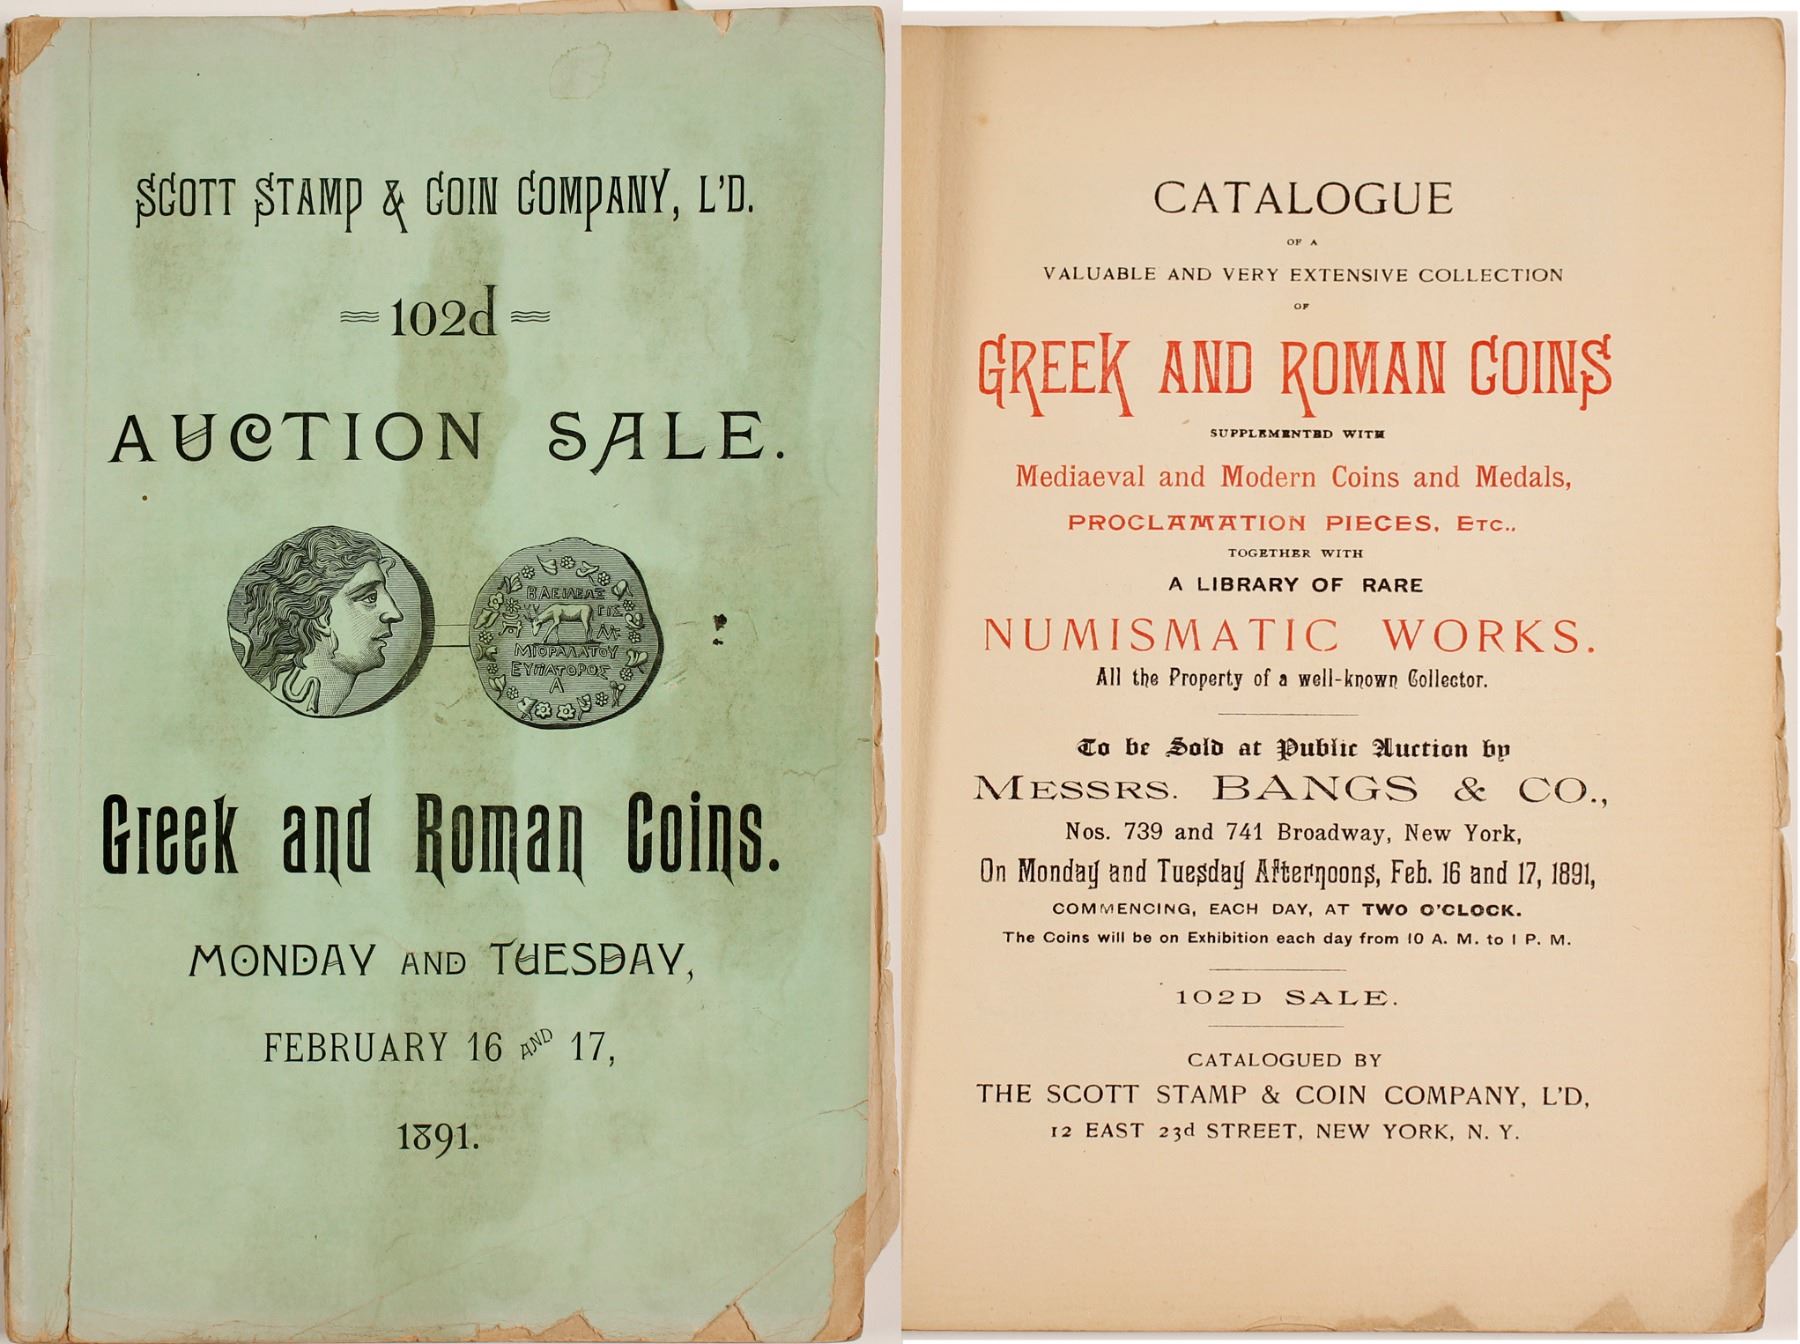 SCOTT STAMP & COIN COMPANY, L'D.
102d
AUCTION SALE.
ΕΥΠΑΤΟΡΟΣ
Α
Greek and Roman Coins.
MONDAY AND TUESDAY,
FEBRUARY 16 AND 17,
1891.
CATALOGUE
OF A
VALUABLE AND VERY EXTENSIVE COLLECTION
OF
GREEK AND ROMAN COINS
SUPPLEMENTED WITH
Mediaeval and Modern Coins and Medals,
PROCLAMATION PIECES, ETC.,
TOGETHER WITH
A LIBRARY OF RARE
NUMISMATIC WORKS.
All the Property of a well-known Collector.
To be Sold at Public Auction by
MESSRS. BANGS & CO.,
Nos. 739 and 741 Broadway, New York,
On Monday and Tuesday Afternoons, Feb. 16 and 17, 1891,
COMMENCING, EACH DAY, AT TWO O'CLOCK.
The Coins will be on Exhibition each day from 10 A. M. to 1 P. M.
102D SALE.
CATALOGUED BY
THE SCOTT STAMP & COIN COMPANY, L'D,
12 EAST 23d STREET, NEW YORK, N. Y.